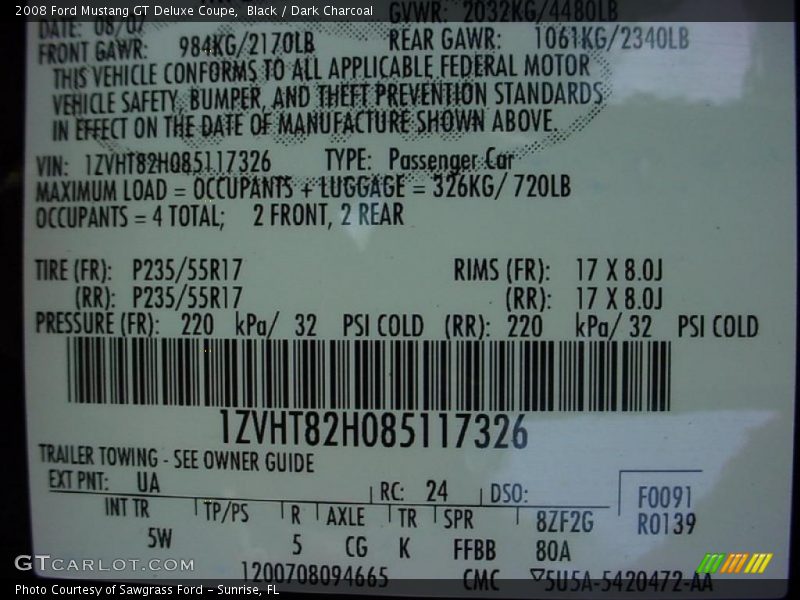 2008 Ford Mustang GT Deluxe Coupe, Black / Dark Charcoal
GVWR: 2032KG/4480LB
DATE: 08/07
FRONT GAWR: 984KG/2170LB REAR GAWR: 1061KG/2340LB
THIS VEHICLE CONFORMS TO ALL APPLICABLE FEDERAL MOTOR
VEHICLE SAFETY, BUMPER, AND THEFT PREVENTION STANDARDS
IN EFFECT ON THE DATE OF MANUFACTURE SHOWN ABOVE.
VIN: 1ZVHT82H085117326 TYPE: Passenger Car
MAXIMUM LOAD = OCCUPANTS + LUGGAGE = 326KG/ 720LB
OCCUPANTS = 4 TOTAL; 2 FRONT, 2 REAR
TIRE (FR): P235/55R17 RIMS (FR): 17 X 8.0J
(RR): P235/55R17 (RR): 17 X 8.0J
PRESSURE (FR): 220 kPa/ 32 PSI COLD (RR): 220 kPa/ 32 PSI COLD
1ZVHT82H085117326
TRAILER TOWING - SEE OWNER GUIDE
EXT PNT: UA RC: 24 DSO: F0091
INT TR TP/PS R AXLE TR SPR 8ZF2G R0139
5W 5 CG K FFBB 80A
1200708094665 CMC ▽5U5A-5420472-AA
GTCARLOT.COM
Photo Courtesy of Sawgrass Ford - Sunrise, FL